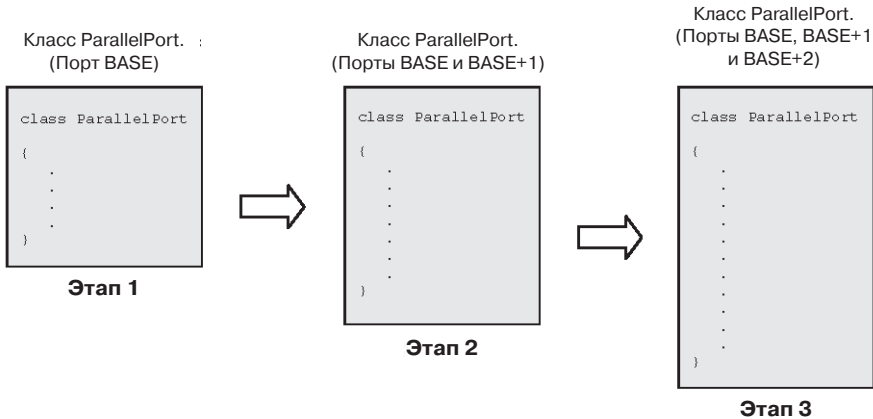 Класс ParallelPort.
(Порт BASE)
class ParallelPort
{
.
.
.
.
}
Этап 1
Класс ParallelPort.
(Порты BASE и BASE+1)
class ParallelPort
{
.
.
.
.
.
.
.
}
Этап 2
Класс ParallelPort.
(Порты BASE, BASE+1
и BASE+2)
class ParallelPort
{
.
.
.
.
.
.
.
.
.
.
.
}
Этап 3